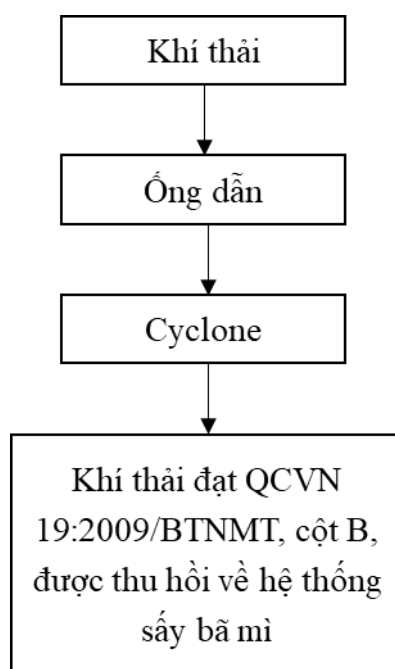 Khí thải
Ống dẫn
Cyclone
Khí thải đạt QCVN
19:2009/BTNMT, cột B,
được thu hồi về hệ thống
sấy bã mì